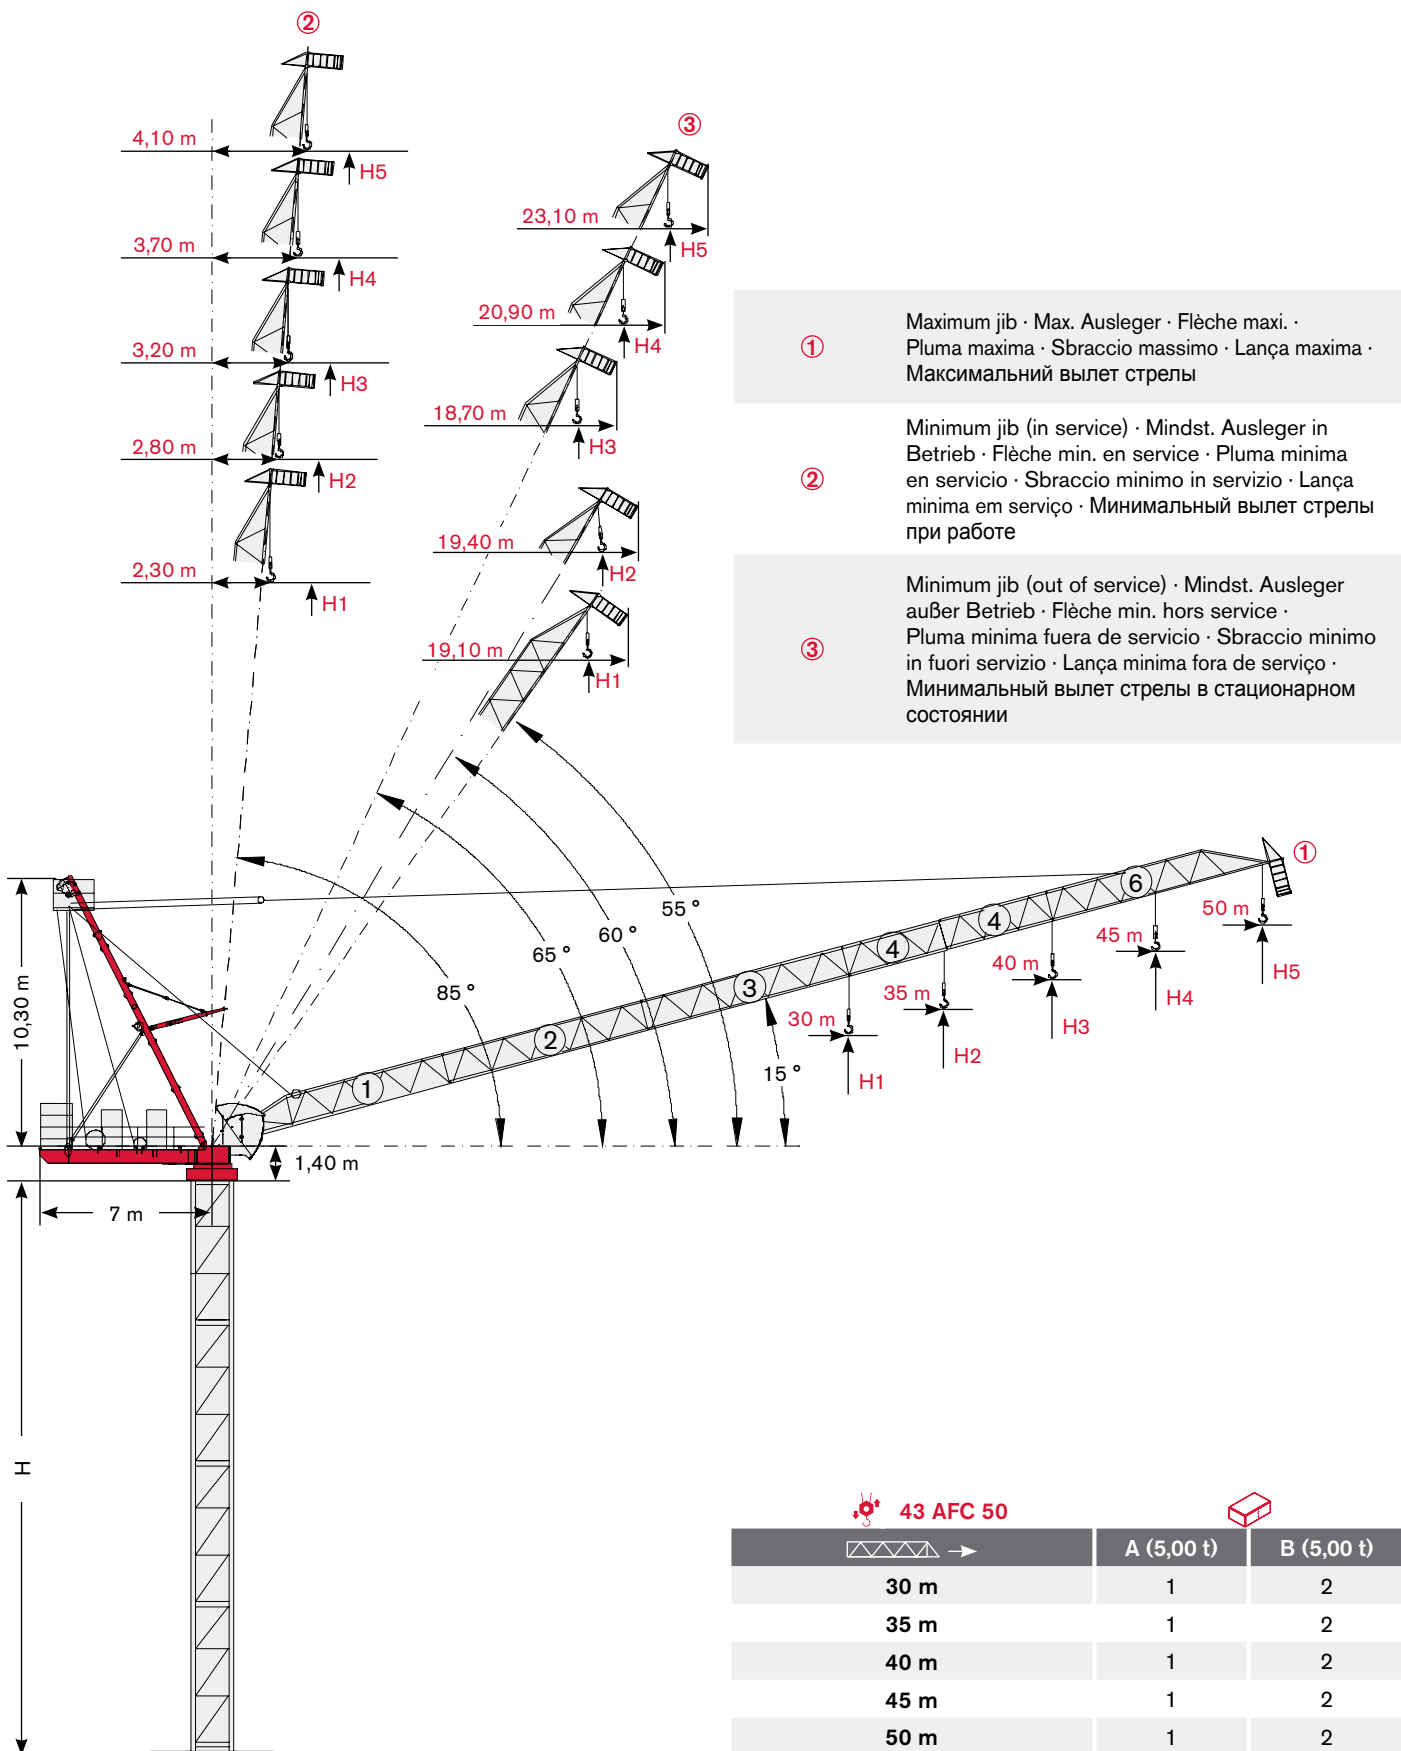 ②
4,10 m
H5
3,70 m
H4
3,20 m
H3
2,80 m
H2
2,30 m
H1
③
23,10 m
H5
20,90 m
H4
18,70 m
H3
19,40 m
H2
19,10 m
H1
① Maximum jib · Max. Ausleger · Flèche maxi. ·
Pluma maxima · Sbraccio massimo · Lança maxima ·
Максимальний вылет стрелы
② Minimum jib (in service) · Mindst. Ausleger in
Betrieb · Flèche min. en service · Pluma minima
en servicio · Sbraccio minimo in servizio · Lança
minima em serviço · Минимальный вылет стрелы
при работе
③ Minimum jib (out of service) · Mindst. Ausleger
außer Betrieb · Flèche min. hors service ·
Pluma minima fuera de servicio · Sbraccio minimo
in fuori servizio · Lança minima fora de serviço ·
Минимальный вылет стрелы в стационарном
состоянии
85 °
65 °
60 °
55 °
15 °
①
1
2
3
4
4
6
30 m
H1
35 m
H2
40 m
H3
45 m
H4
50 m
H5
10,30 m
1,40 m
7 m
H
43 AFC 50
A (5,00 t) B (5,00 t)
30 m 1 2
35 m 1 2
40 m 1 2
45 m 1 2
50 m 1 2